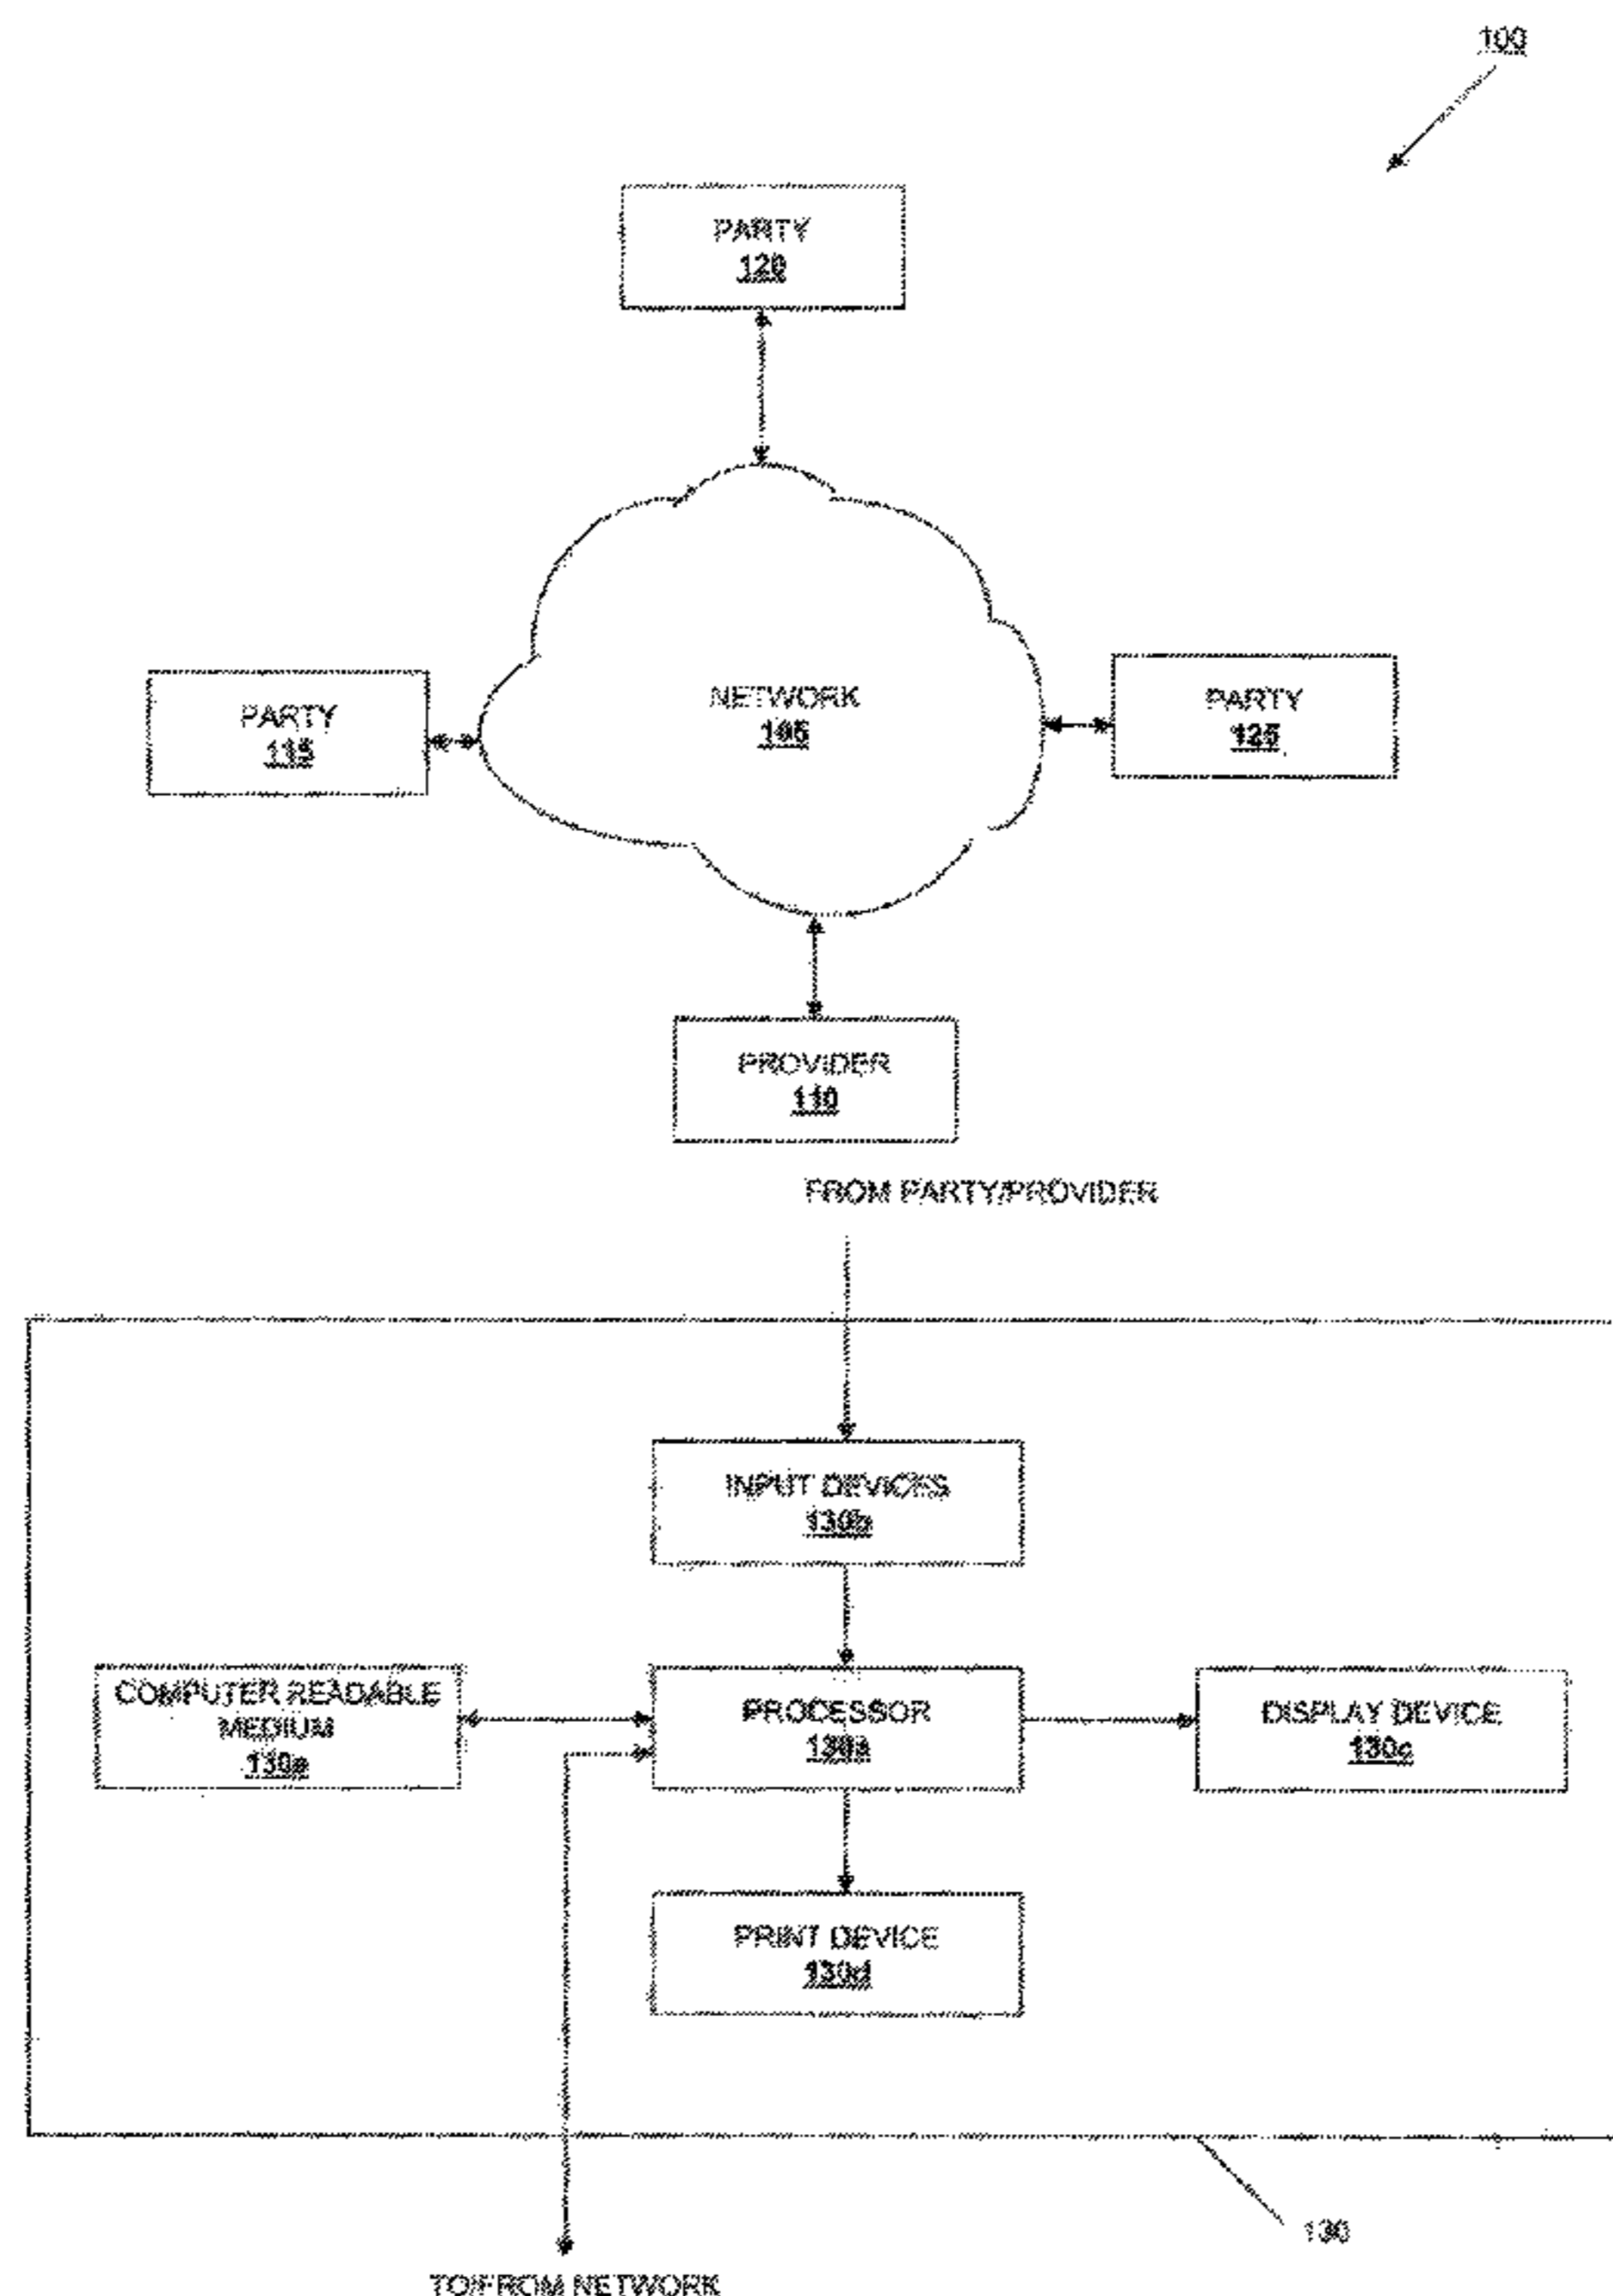 100
PARTY
120
NETWORK
105
PARTY
115
PARTY
125
PROVIDER
110
FROM PARTY/PROVIDER
INPUT DEVICES
130b
COMPUTER READABLE
MEDIUM
130e
PROCESSOR
130a
DISPLAY DEVICE
130c
PRINT DEVICE
130d
130
TO/FROM NETWORK